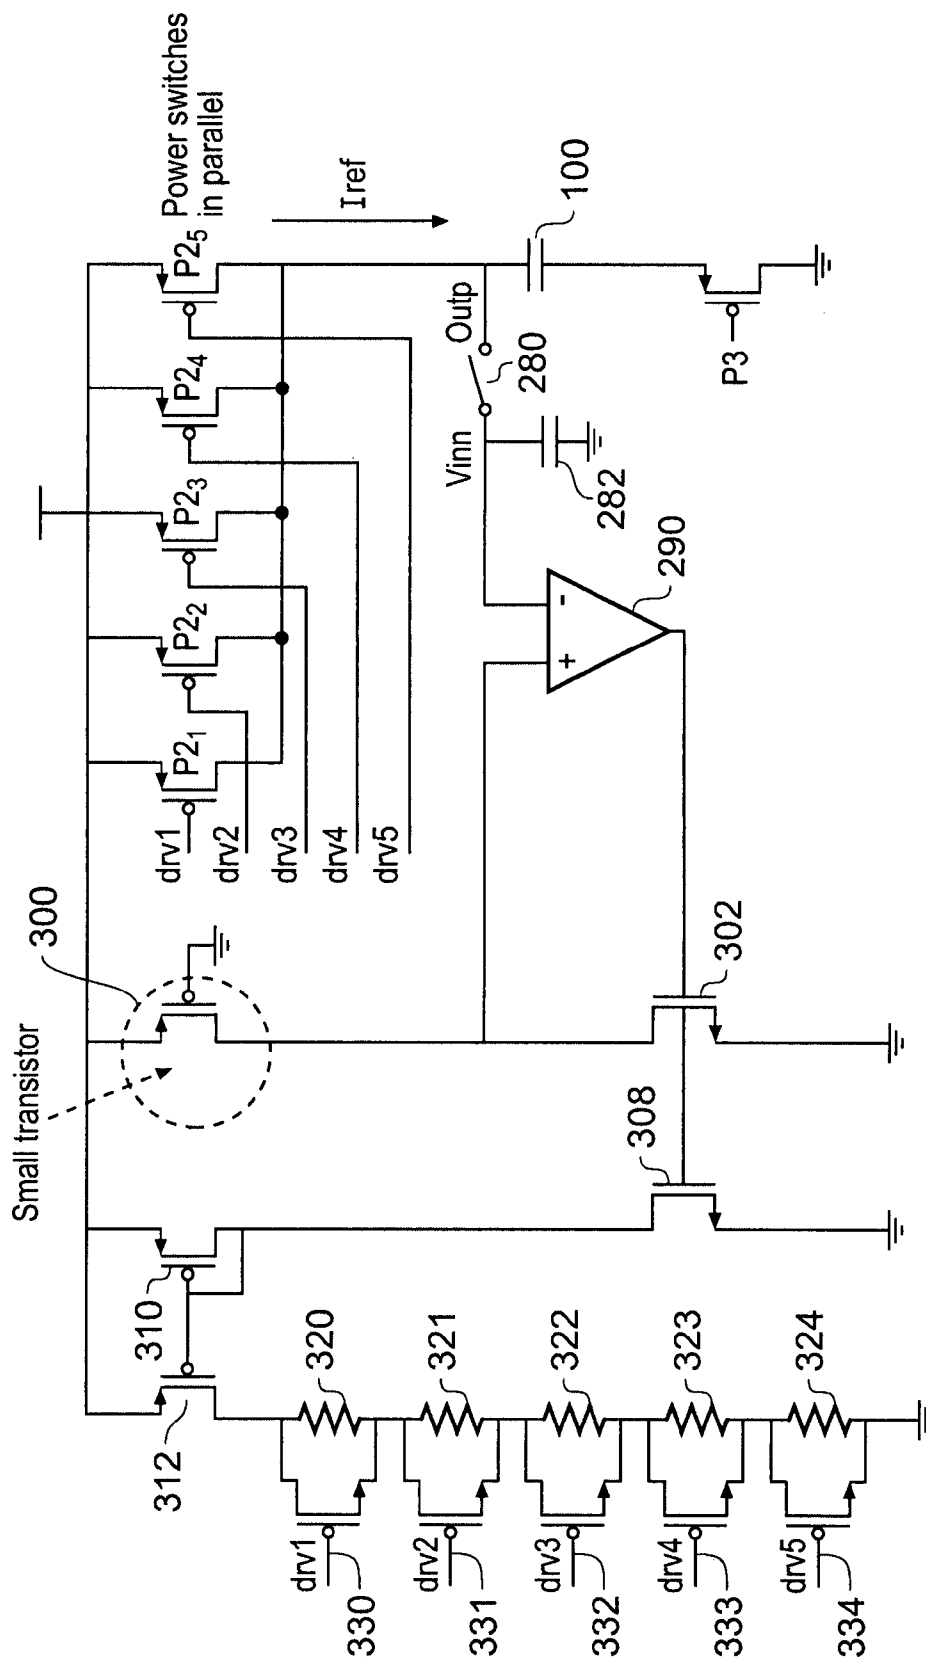 Small transistor
300
Power switches
in parallel
P2₁
P2₂
P2₃
P2₄
P2₅
drv1
drv2
drv3
drv4
drv5
Iref
310
312
320
321
322
323
324
drv1
drv2
drv3
drv4
drv5
330
331
332
333
334
308
302
+
-
290
Vinn
Outp
280
282
100
P3